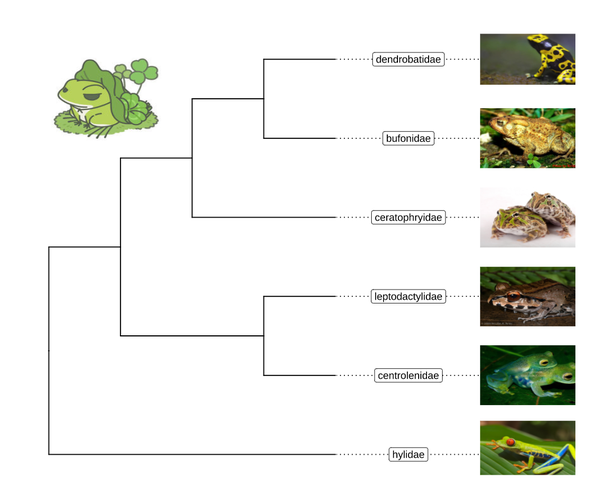 dendrobatidae
bufonidae
ceratophryidae
leptodactylidae
centrolenidae
hylidae